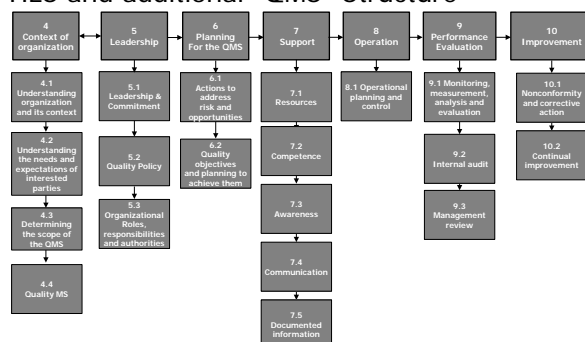 HLS and additional "QMS" Structure
4
Context of
organization
5
Leadership
6
Planning
For the QMS
7
Support
8
Operation
9
Performance
Evaluation
10
Improvement
4.1
Understanding
organization
and its context
4.2
Understanding
the needs and
expectations of
interested
parties
4.3
Determining
the scope of
the QMS
4.4
Quality MS
5.1
Leadership &
Commitment
5.2
Quality Policy
5.3
Organizational
Roles,
responsibilities
and authorities
6.1
Actions to
address
risk and
opportunities
6.2
Quality
objectives
and planning to
achieve them
7.1
Resources
7.2
Competence
7.3
Awareness
7.4
Communication
7.5
Documented
information
8.1 Operational
planning and
control
9.1 Monitoring,
measurement,
analysis and
evaluation
9.2
Internal audit
9.3
Management
review
10.1
Nonconformity
and corrective
action
10.2
Continual
improvement